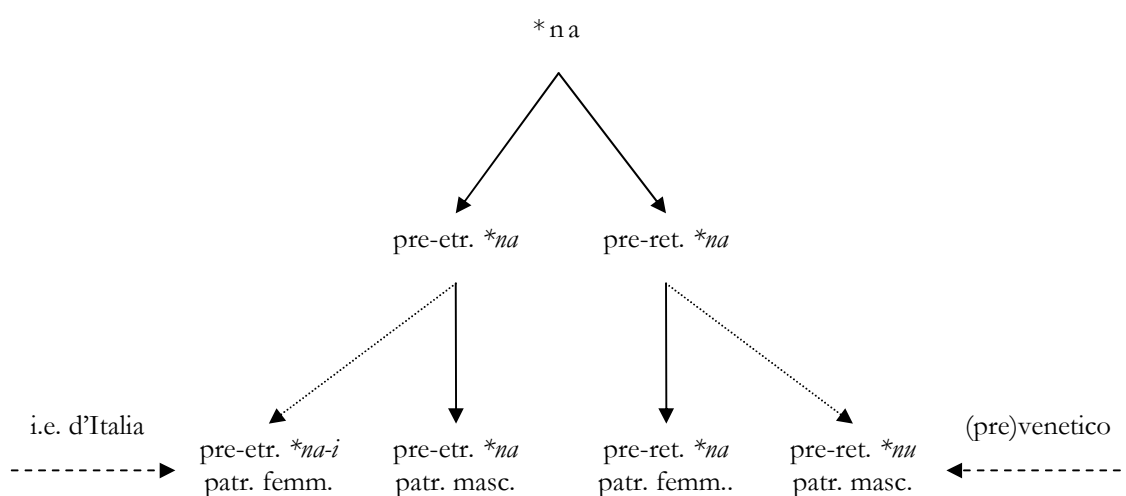 *na
pre-etr. *na
pre-ret. *na
i.e. d’Italia
(pre)venetico
pre-etr. *na-i
patr. femm.
pre-etr. *na
patr. masc.
pre-ret. *na
patr. femm..
pre-ret. *nu
patr. masc.